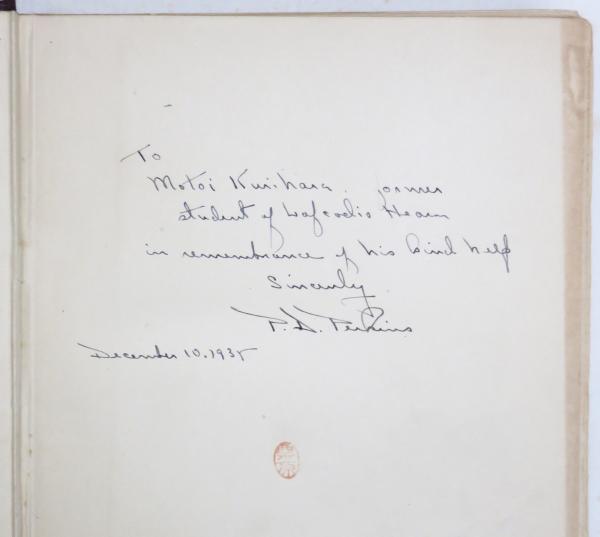 To
Motoi Kurihara. former
student of Lafcadio Hearn
in remembrance of his kind help
Sincerely
P. D. Perkins
December 10, 1935